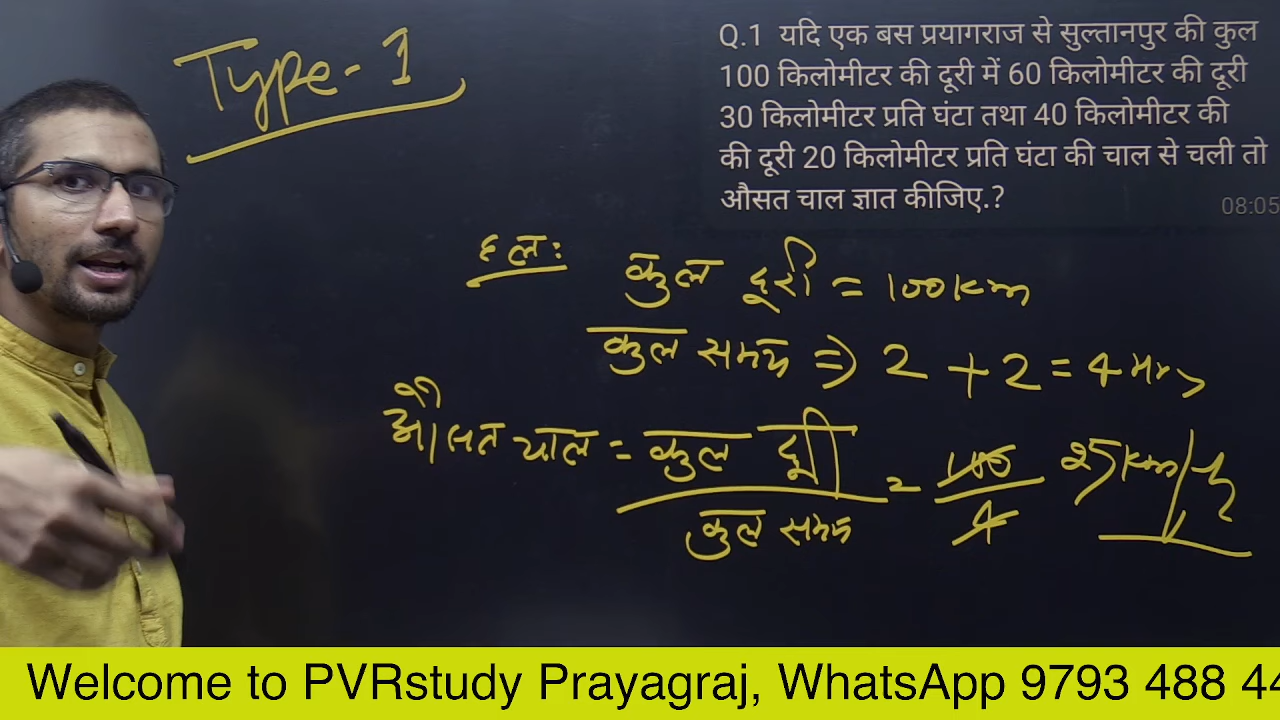 Type-1
Q.1 यदि एक बस प्रयागराज से सुल्तानपुर की कुल
100 किलोमीटर की दूरी में 60 किलोमीटर की दूरी
30 किलोमीटर प्रति घंटा तथा 40 किलोमीटर की
की दूरी 20 किलोमीटर प्रति घंटा की चाल से चली तो
औसत चाल ज्ञात कीजिए.?
08:05
हल:
कुल दूरी = 100km
कुल समय ⇒ 2 + 2 = 4 Hr
औसत चाल = कुल दूरी / कुल समय = 100 / 4 25km/h
Welcome to PVRstudy Prayagraj, WhatsApp 9793 488 44